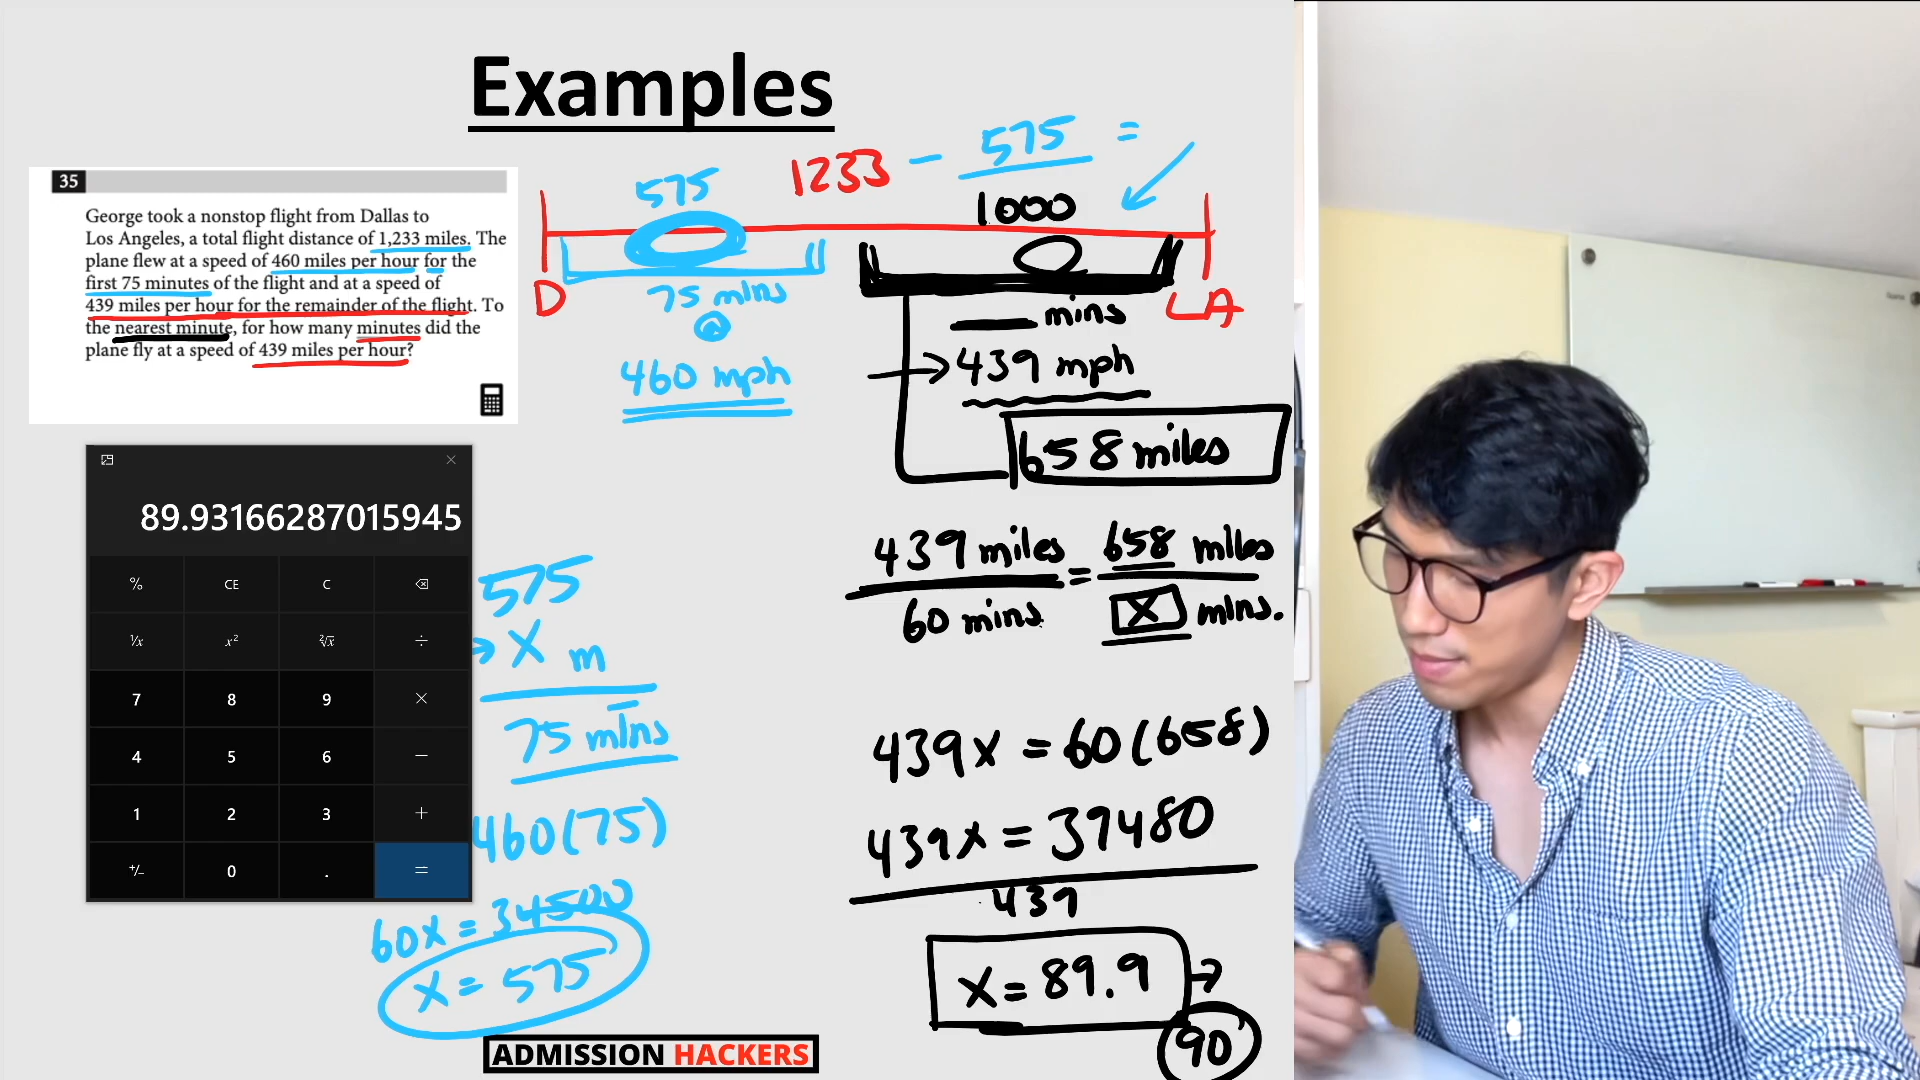 Examples
35
George took a nonstop flight from Dallas to
Los Angeles, a total flight distance of 1,233 miles. The
plane flew at a speed of 460 miles per hour for the
first 75 minutes of the flight and at a speed of
439 miles per hour for the remainder of the flight. To
the nearest minute, for how many minutes did the
plane fly at a speed of 439 miles per hour?
575
1233 - 575 =
1000
D
LA
75 mins
@
460 mph
mins
439 mph
658 miles
89.93166287015945
% CE C
1/x x² ²√x ÷
7 8 9 ×
4 5 6 −
1 2 3 +
+/− 0 . =
575
X m
75 mins
460(75)
60x = 34500
x = 575
439 miles = 658 miles
60 mins. X mins.
439x = 60(658)
439x = 39480
439
x = 89.9
90
ADMISSION HACKERS